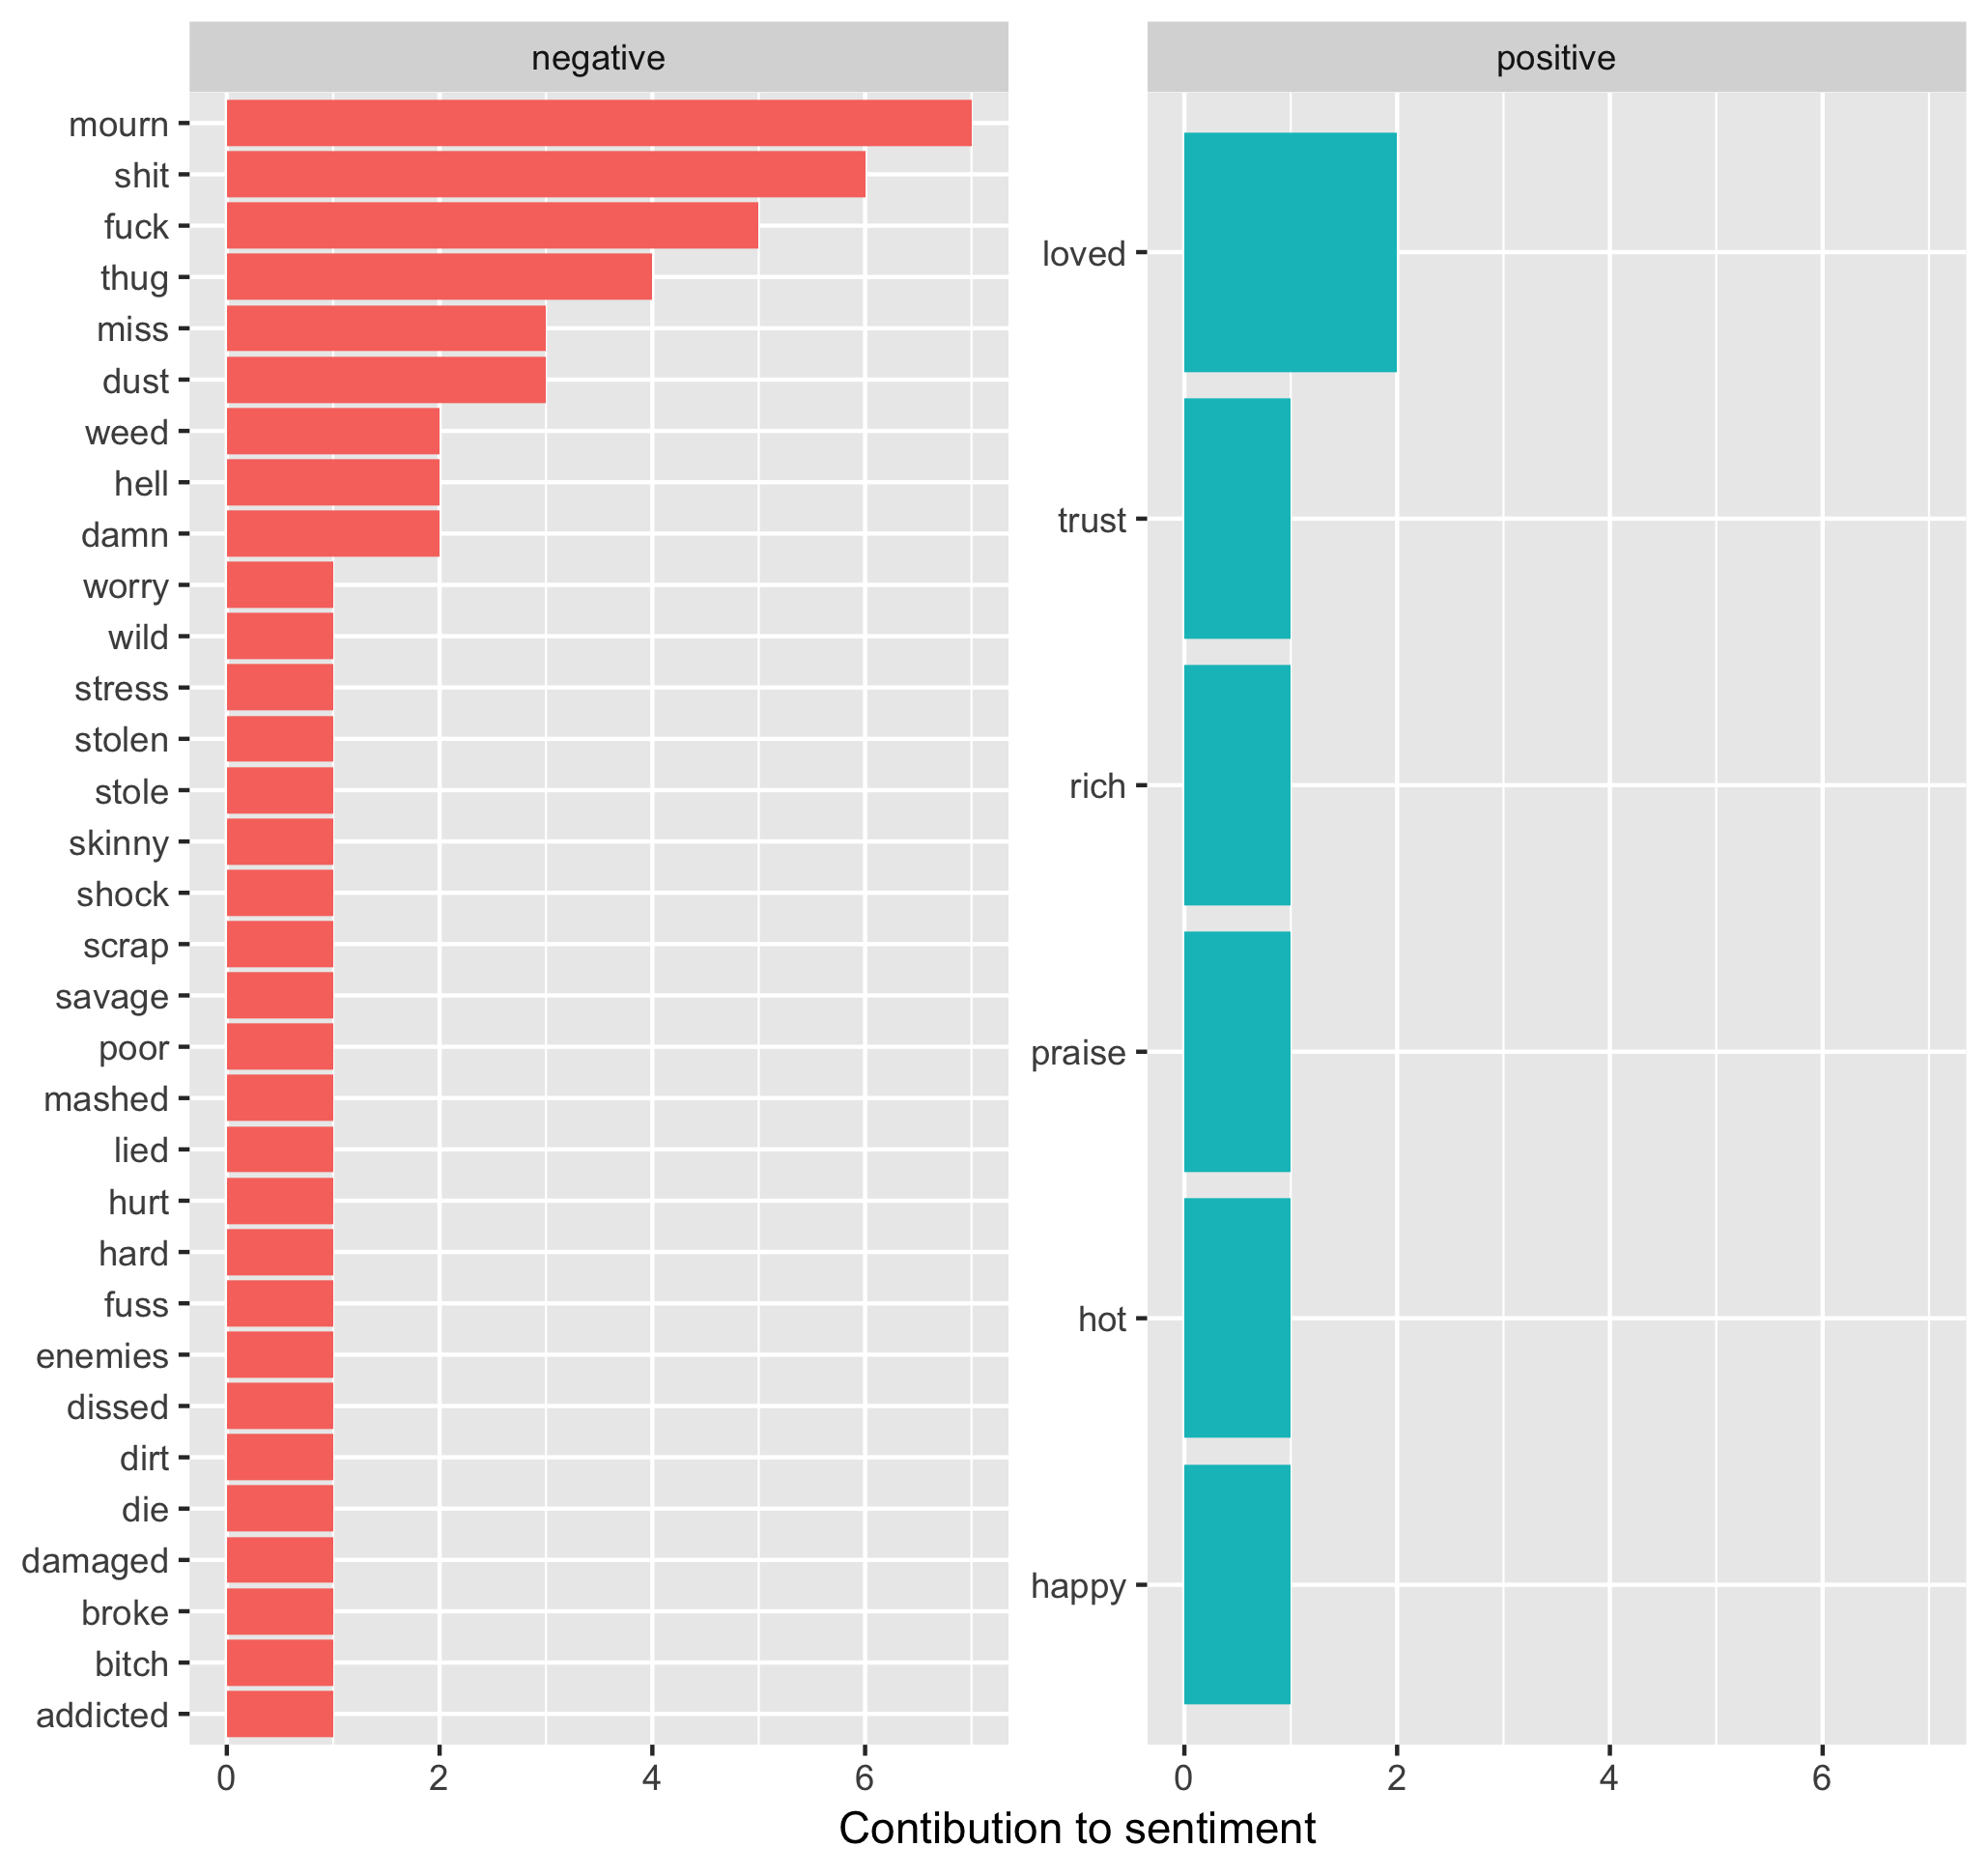 negative
mourn
shit
fuck
thug
miss
dust
weed
hell
damn
worry
wild
stress
stolen
stole
skinny
shock
scrap
savage
poor
mashed
lied
hurt
hard
fuss
enemies
dissed
dirt
die
damaged
broke
bitch
addicted
0 2 4 6
positive
loved
trust
rich
praise
hot
happy
0 2 4 6
Contibution to sentiment